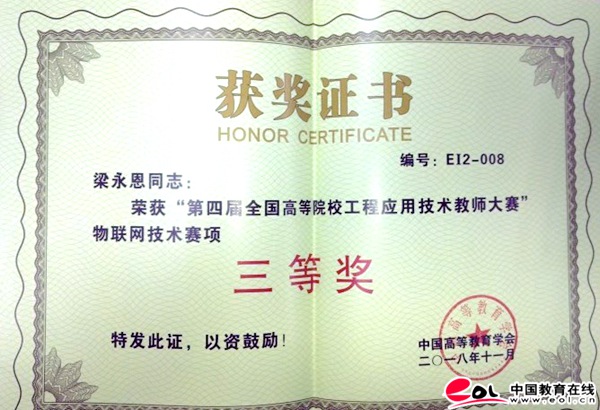 获奖证书
HONOR CERTIFICATE
编号: EI2-008
梁永恩同志:
荣获“第四届全国高等院校工程应用技术教师大赛”
物联网技术赛项
三等奖
特发此证，以资鼓励!
中国高等教育学会
二〇一八年十一月
eol 中国教育在线
www.eol.cn